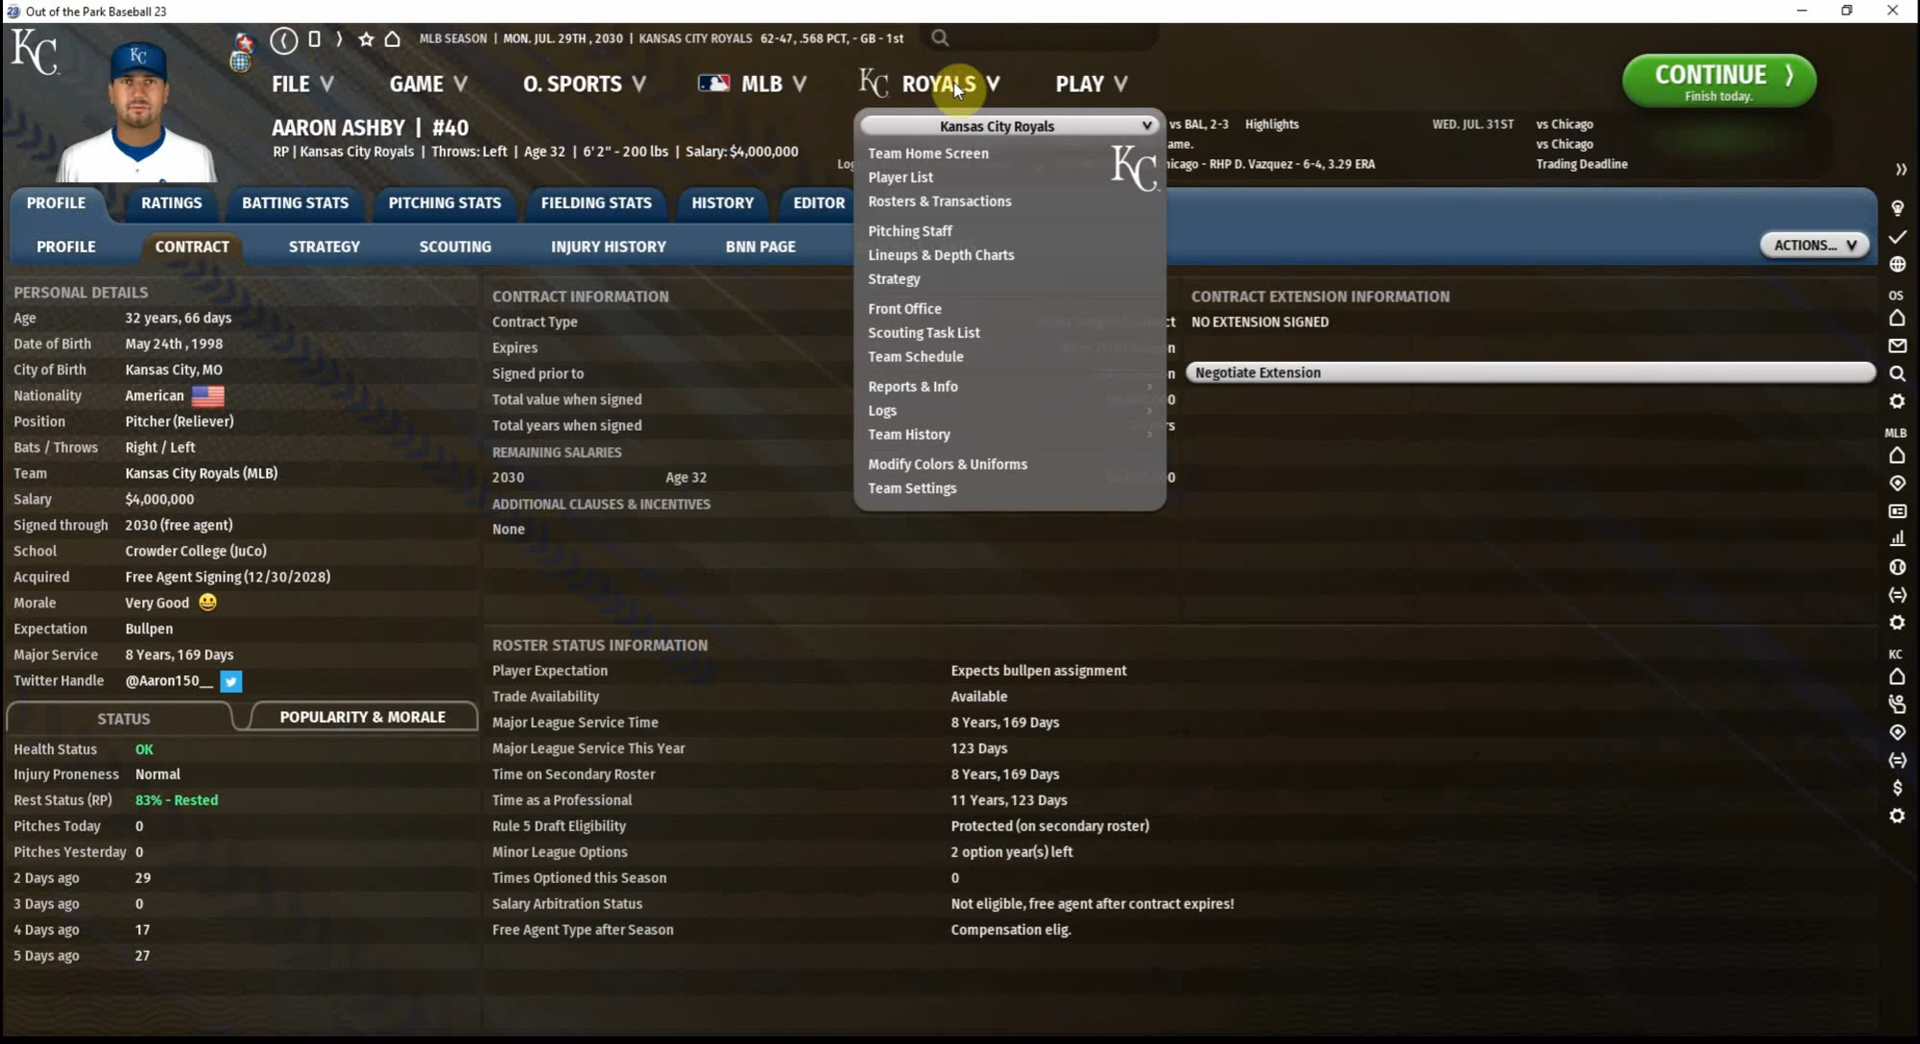 23 Out of the Park Baseball 23
MLB SEASON | MON. JUL. 29TH, 2030 | KANSAS CITY ROYALS 62-47, .568 PCT, - GB - 1st
FILE GAME O. SPORTS MLB KC ROYALS PLAY
CONTINUE
Finish today.
KC
AARON ASHBY | #40
RP | Kansas City Royals | Throws: Left | Age 32 | 6' 2" - 200 lbs | Salary: $4,000,000
vs BAL, 2-3 Highlights
ame.
icago - RHP D. Vazquez - 6-4, 3.29 ERA
WED. JUL. 31ST vs Chicago
vs Chicago
Trading Deadline
PROFILE RATINGS BATTING STATS PITCHING STATS FIELDING STATS HISTORY EDITOR
PROFILE CONTRACT STRATEGY SCOUTING INJURY HISTORY BNN PAGE
ACTIONS...
Kansas City Royals
Team Home Screen
KC
Player List
Rosters & Transactions
Pitching Staff
Lineups & Depth Charts
Strategy
Front Office
Scouting Task List
Team Schedule
Reports & Info
Logs
Team History
Modify Colors & Uniforms
Team Settings
PERSONAL DETAILS
Age 32 years, 66 days
Date of Birth May 24th , 1998
City of Birth Kansas City, MO
Nationality American
Position Pitcher (Reliever)
Bats / Throws Right / Left
Team Kansas City Royals (MLB)
Salary $4,000,000
Signed through 2030 (free agent)
School Crowder College (JuCo)
Acquired Free Agent Signing (12/30/2028)
Morale Very Good
Expectation Bullpen
Major Service 8 Years, 169 Days
Twitter Handle @Aaron150__
STATUS POPULARITY & MORALE
Health Status OK
Injury Proneness Normal
Rest Status (RP) 83% - Rested
Pitches Today 0
Pitches Yesterday 0
2 Days ago 29
3 Days ago 0
4 Days ago 17
5 Days ago 27
CONTRACT INFORMATION
Contract Type
Expires
Signed prior to
Total value when signed
Total years when signed
REMAINING SALARIES
2030 Age 32
ADDITIONAL CLAUSES & INCENTIVES
None
CONTRACT EXTENSION INFORMATION
NO EXTENSION SIGNED
Negotiate Extension
ROSTER STATUS INFORMATION
Player Expectation Expects bullpen assignment
Trade Availability Available
Major League Service Time 8 Years, 169 Days
Major League Service This Year 123 Days
Time on Secondary Roster 8 Years, 169 Days
Time as a Professional 11 Years, 123 Days
Rule 5 Draft Eligibility Protected (on secondary roster)
Minor League Options 2 option year(s) left
Times Optioned this Season 0
Salary Arbitration Status Not eligible, free agent after contract expires!
Free Agent Type after Season Compensation elig.
OS
MLB
KC